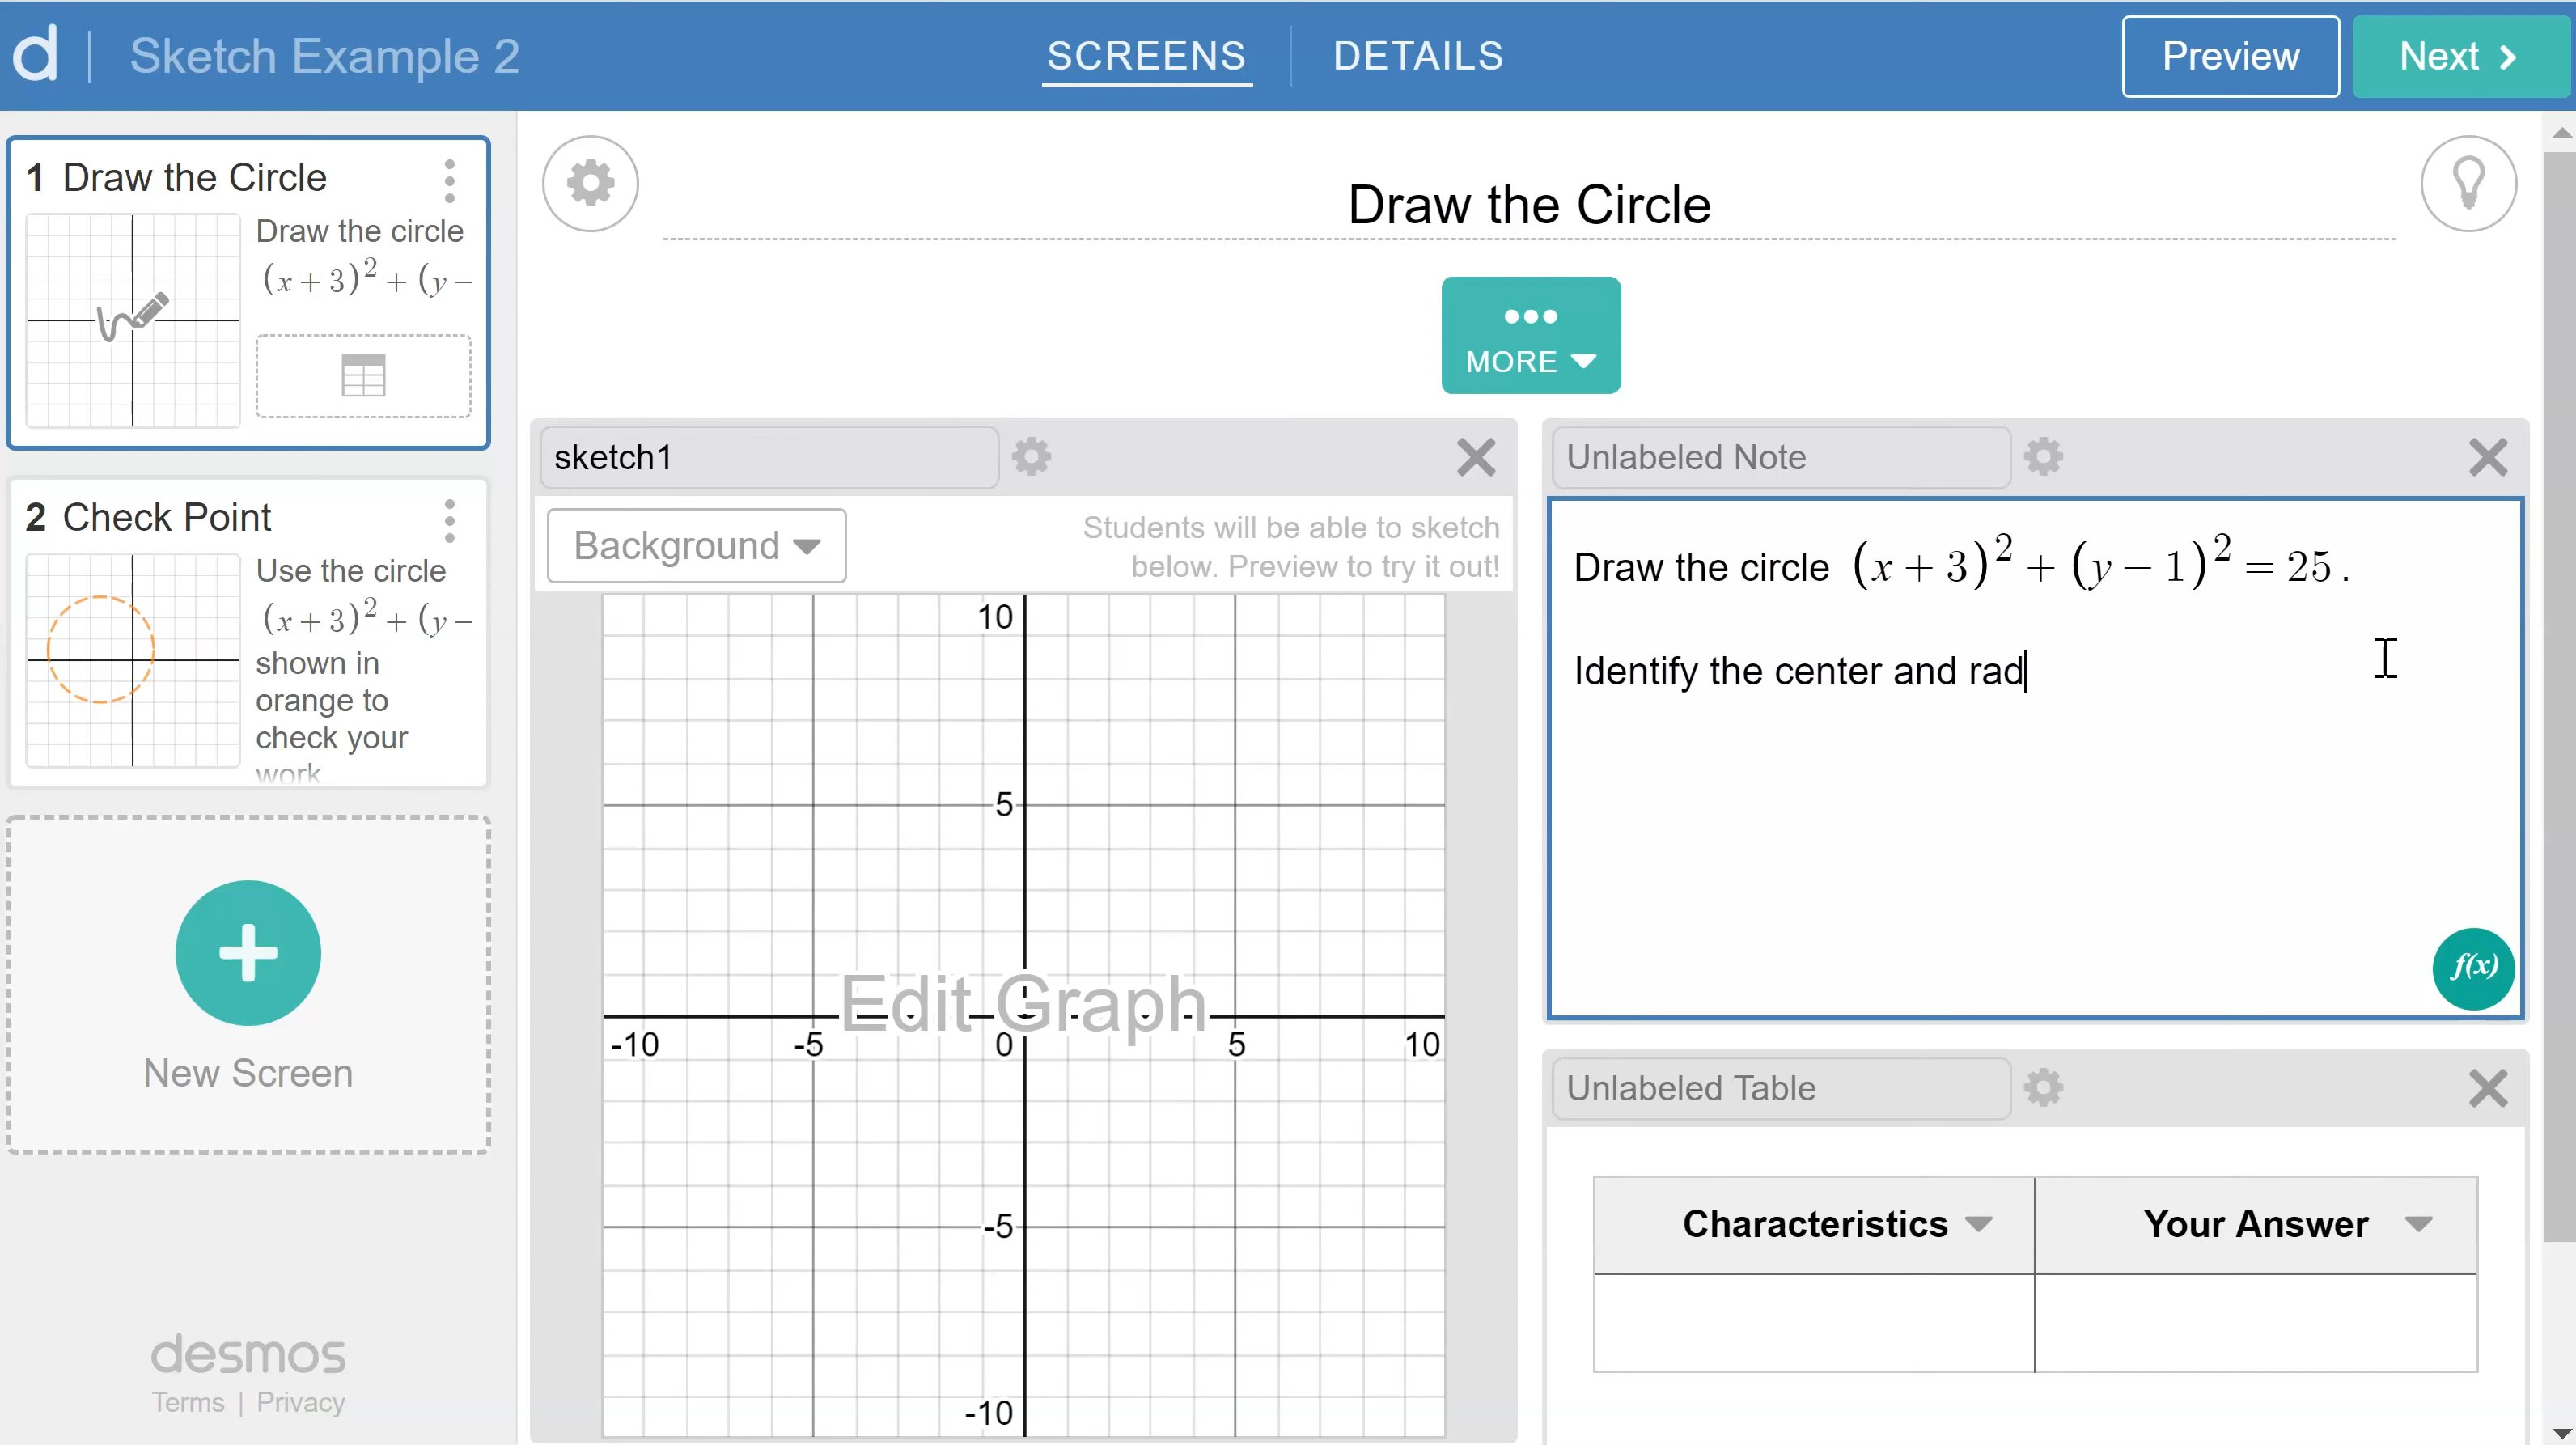 d | Sketch Example 2
SCREENS
DETAILS
Preview
Next
1 Draw the Circle
Draw the circle
(x + 3)² + (y −
2 Check Point
Use the circle
(x + 3)² + (y −
shown in
orange to
check your
work
New Screen
desmos
Terms | Privacy
Draw the Circle
MORE
sketch1
Background
Students will be able to sketch
below. Preview to try it out!
10
5
Edit Graph
-10 -5 0 5 10
-5
-10
Unlabeled Note
Draw the circle (x + 3)² + (y − 1)² = 25 .
Identify the center and rad
f(x)
Unlabeled Table
Characteristics
Your Answer